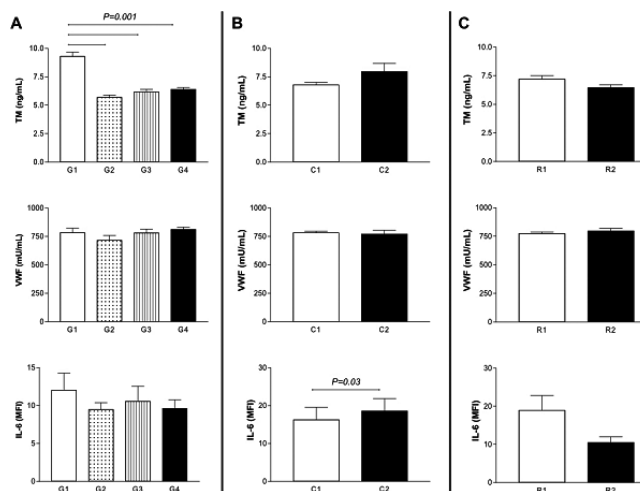 A
P=0.001
TM (ng/mL)
10.0
7.5
5.0
2.5
0.0
G1 G2 G3 G4
VWF (mU/mL)
1000
750
500
250
0
G1 G2 G3 G4
IL-6 (MFI)
15
10
5
0
G1 G2 G3 G4
B
TM (ng/mL)
10.0
7.5
5.0
2.5
0.0
C1 C2
VWF (mU/mL)
1000
750
500
250
0
C1 C2
P=0.03
IL-6 (MFI)
30
20
10
0
C1 C2
C
TM (ng/mL)
10.0
7.5
5.0
2.5
0.0
R1 R2
VWF (mU/mL)
1000
750
500
250
0
R1 R2
IL-6 (MFI)
30
20
10
0
R1 R2